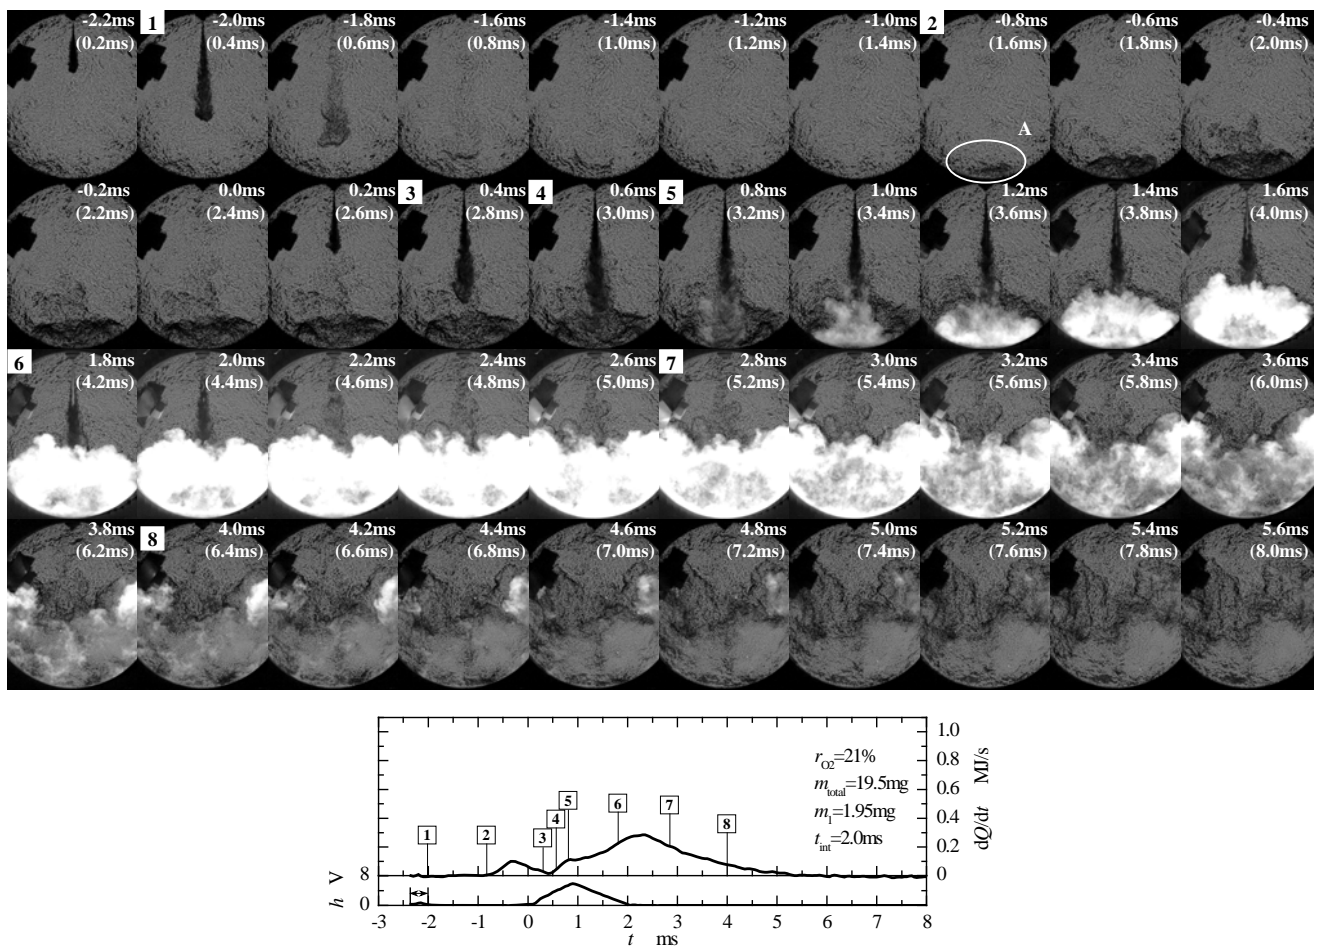 1 -2.2ms -2.0ms -1.8ms -1.6ms -1.4ms -1.2ms -1.0ms 2 -0.8ms -0.6ms -0.4ms
(0.2ms) (0.4ms) (0.6ms) (0.8ms) (1.0ms) (1.2ms) (1.4ms) (1.6ms) (1.8ms) (2.0ms)
A
-0.2ms 0.0ms 0.2ms 3 0.4ms 4 0.6ms 5 0.8ms 1.0ms 1.2ms 1.4ms 1.6ms
(2.2ms) (2.4ms) (2.6ms) (2.8ms) (3.0ms) (3.2ms) (3.4ms) (3.6ms) (3.8ms) (4.0ms)
6 1.8ms 2.0ms 2.2ms 2.4ms 2.6ms 7 2.8ms 3.0ms 3.2ms 3.4ms 3.6ms
(4.2ms) (4.4ms) (4.6ms) (4.8ms) (5.0ms) (5.2ms) (5.4ms) (5.6ms) (5.8ms) (6.0ms)
3.8ms 8 4.0ms 4.2ms 4.4ms 4.6ms 4.8ms 5.0ms 5.2ms 5.4ms 5.6ms
(6.2ms) (6.4ms) (6.6ms) (6.8ms) (7.0ms) (7.2ms) (7.4ms) (7.6ms) (7.8ms) (8.0ms)
1.0
0.8
0.6
0.4
0.2
0
dQ/dt MJ/s
rO2=21%
mtotal=19.5mg
m1=1.95mg
tint=2.0ms
1 2 3 4 5 6 7 8
8
0
h V
-3 -2 -1 0 1 2 3 4 5 6 7 8
t ms